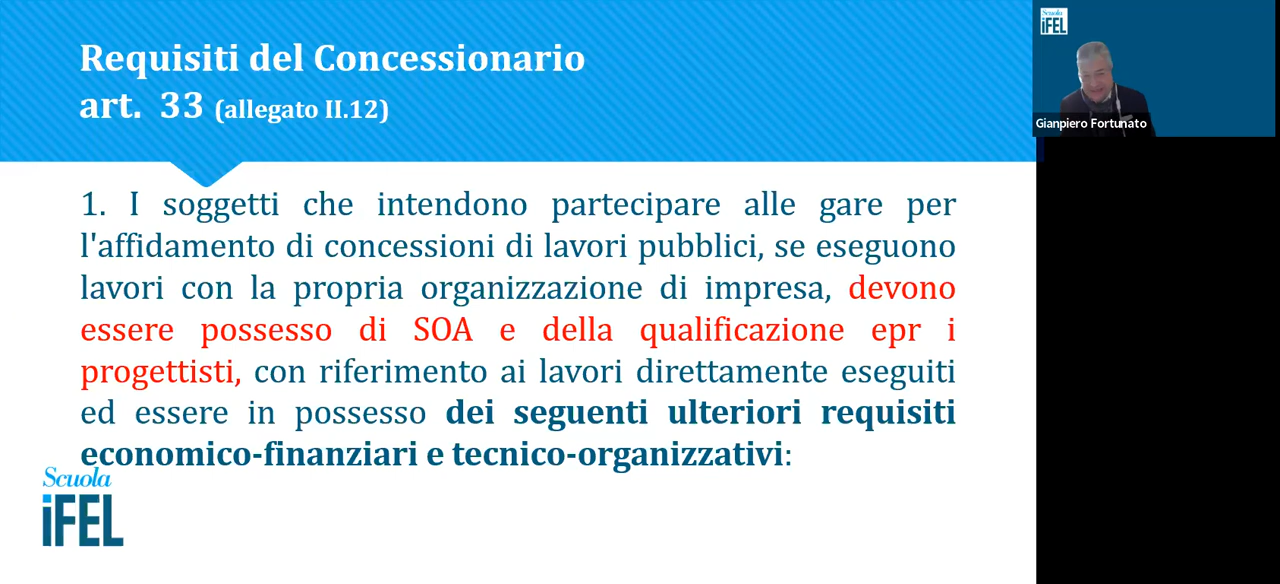 Requisiti del Concessionario
art. 33 (allegato II.12)
1. I soggetti che intendono partecipare alle gare per
l'affidamento di concessioni di lavori pubblici, se eseguono
lavori con la propria organizzazione di impresa, devono
essere possesso di SOA e della qualificazione epr i
progettisti, con riferimento ai lavori direttamente eseguiti
ed essere in possesso dei seguenti ulteriori requisiti
economico-finanziari e tecnico-organizzativi:
Scuola
iFEL
Scuola
iFEL
Gianpiero Fortunato